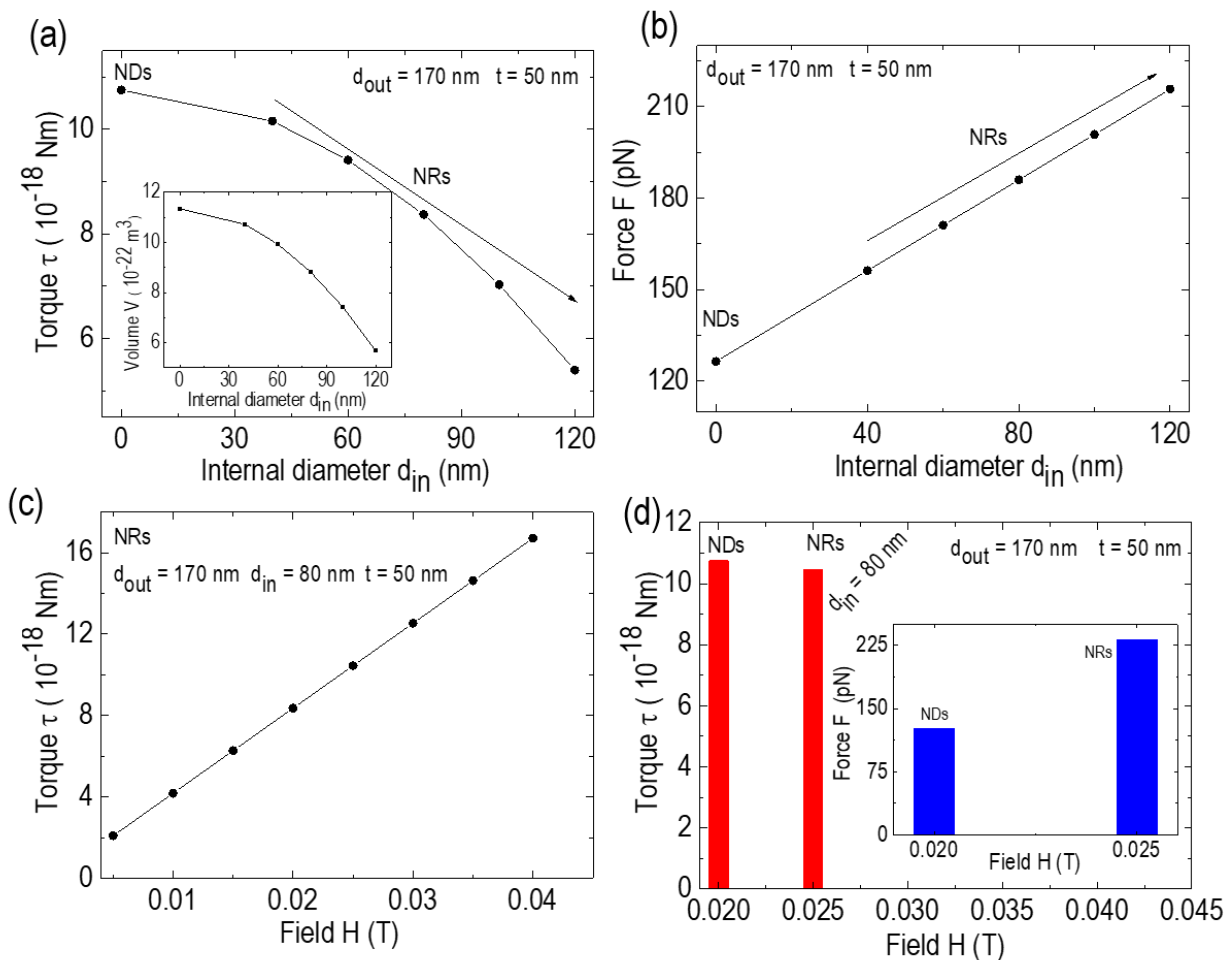 (a)
NDs
d_out = 170 nm t = 50 nm
NRs
Torque τ ( 10^-18 Nm)
10
8
6
0 30 60 90 120
Internal diameter d_in (nm)
Volume V ( 10^-22 m^3)
12
11
10
8
6
0 30 60 90 120
Internal diameter d_in (nm)
(b)
d_out = 170 nm t = 50 nm
NRs
NDs
Force F (pN)
210
180
150
120
0 40 80 120
Internal diameter d_in (nm)
(c)
NRs
d_out = 170 nm d_in = 80 nm t = 50 nm
Torque τ ( 10^-18 Nm)
16
12
8
4
0
0.01 0.02 0.03 0.04
Field H (T)
(d)
NDs NRs
d_in = 80 nm
d_out = 170 nm t = 50 nm
Torque τ ( 10^-18 Nm)
12
10
8
6
4
2
0
0.020 0.025 0.030 0.035 0.040 0.045
Field H (T)
Force F (pN)
225
150
75
0
NDs
NRs
0.020 0.025
Field H (T)